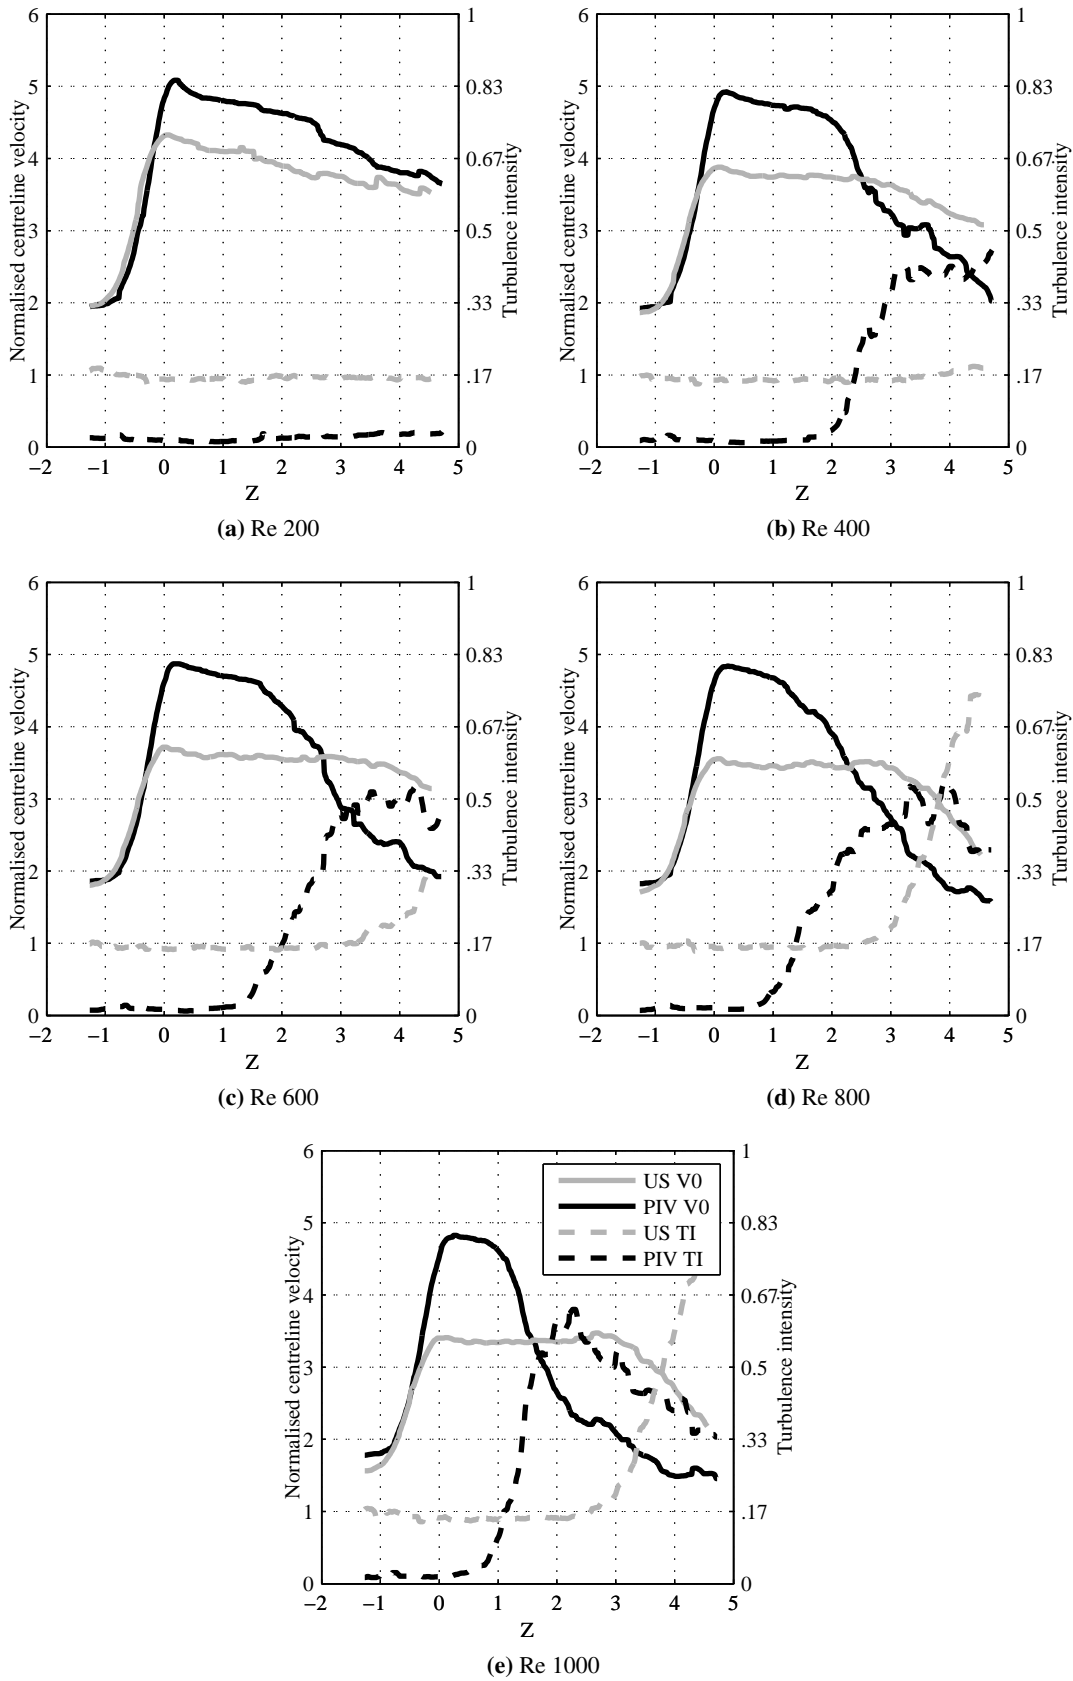 6 1 6 1
5 0.83 5 0.83
4 0.67 4 0.67
3 0.5 3 0.5
2 .33 2 .33
1 .17 1 .17
0 0 0 0
Normalised centreline velocity
Turbulence intensity
Normalised centreline velocity
Turbulence intensity
−2 −1 0 1 2 3 4 5 −2 −1 0 1 2 3 4 5
z z
(a) Re 200 (b) Re 400
6 1 6 1
5 0.83 5 0.83
4 0.67 4 0.67
3 0.5 3 0.5
2 .33 2 .33
1 .17 1 .17
0 0 0 0
Normalised centreline velocity
Turbulence intensity
Normalised centreline velocity
Turbulence intensity
−2 −1 0 1 2 3 4 5 −2 −1 0 1 2 3 4 5
z z
(c) Re 600 (d) Re 800
6 1
US V0
PIV V0
5 0.83
US TI
PIV TI
4 0.67
3 0.5
2 .33
1 .17
0 0
Normalised centreline velocity
Turbulence intensity
−2 −1 0 1 2 3 4 5
z
(e) Re 1000